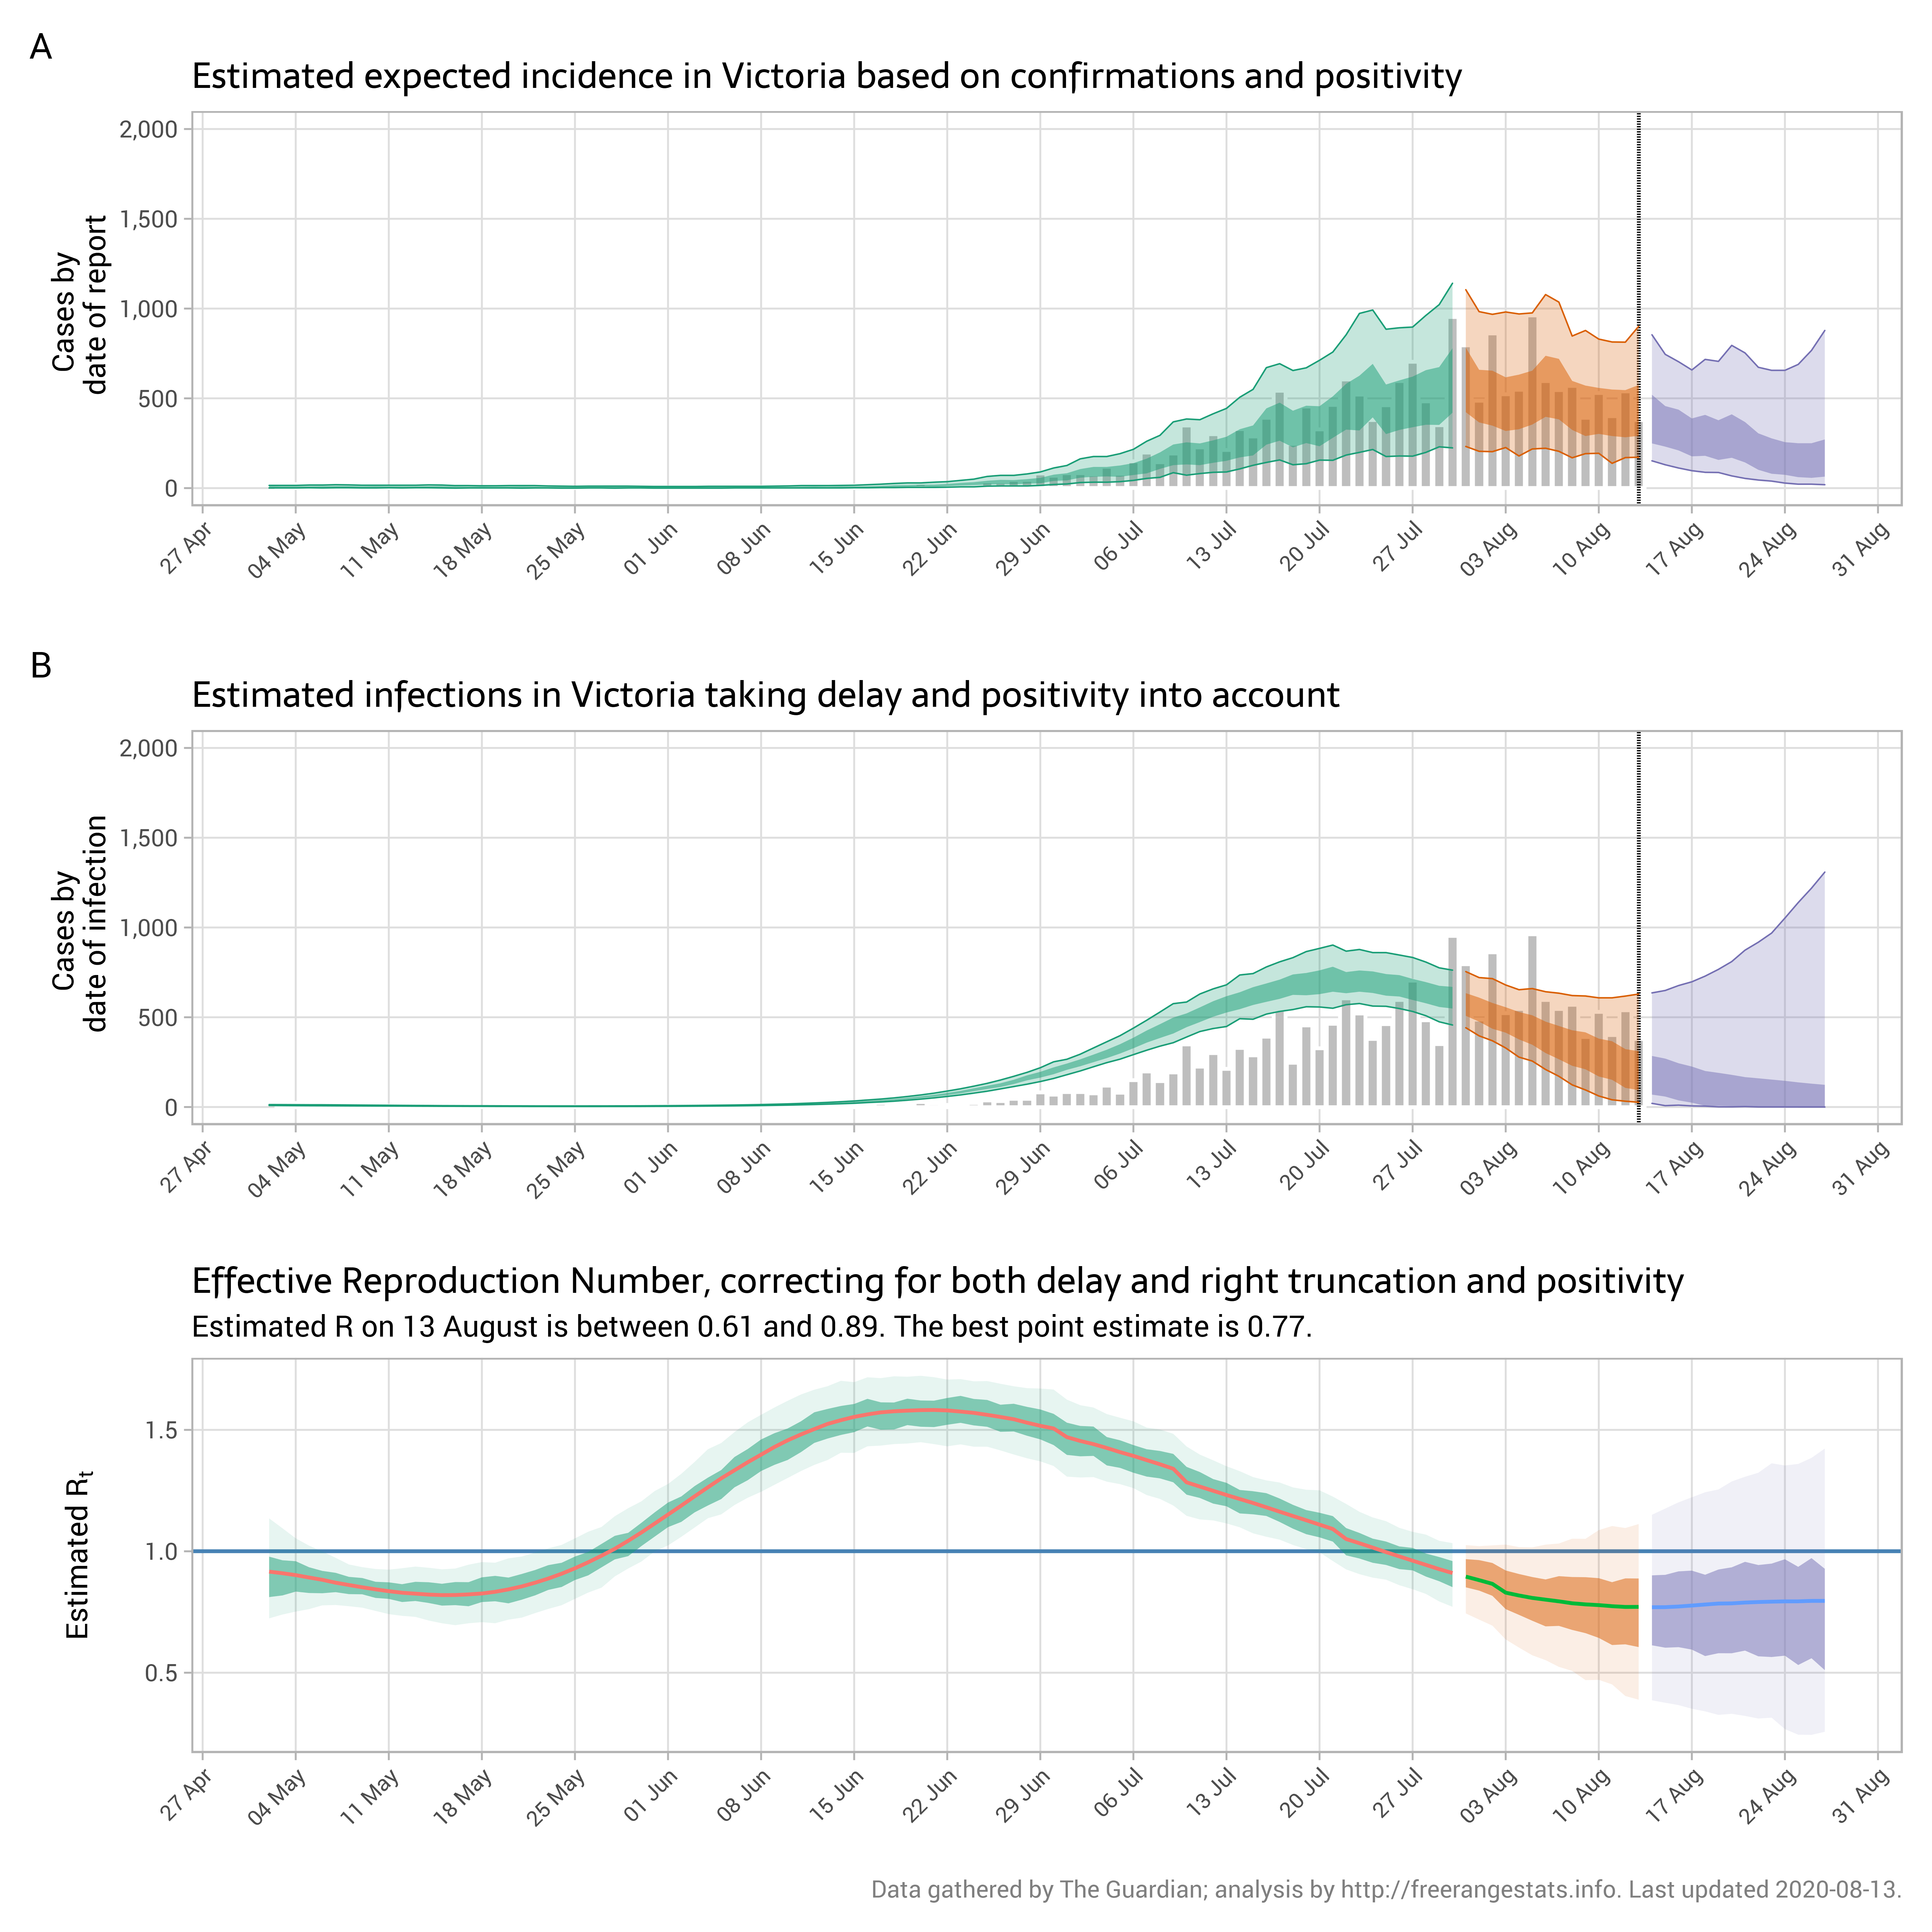 A
Estimated expected incidence in Victoria based on confirmations and positivity
Cases by
date of report
2,000
1,500
1,000
500
0
27 Apr
04 May
11 May
18 May
25 May
01 Jun
08 Jun
15 Jun
22 Jun
29 Jun
06 Jul
13 Jul
20 Jul
27 Jul
03 Aug
10 Aug
17 Aug
24 Aug
31 Aug
B
Estimated infections in Victoria taking delay and positivity into account
Cases by
date of infection
2,000
1,500
1,000
500
0
27 Apr
04 May
11 May
18 May
25 May
01 Jun
08 Jun
15 Jun
22 Jun
29 Jun
06 Jul
13 Jul
20 Jul
27 Jul
03 Aug
10 Aug
17 Aug
24 Aug
31 Aug
Effective Reproduction Number, correcting for both delay and right truncation and positivity
Estimated R on 13 August is between 0.61 and 0.89. The best point estimate is 0.77.
Estimated Rt
1.5
1.0
0.5
27 Apr
04 May
11 May
18 May
25 May
01 Jun
08 Jun
15 Jun
22 Jun
29 Jun
06 Jul
13 Jul
20 Jul
27 Jul
03 Aug
10 Aug
17 Aug
24 Aug
31 Aug
Data gathered by The Guardian; analysis by http://freerangestats.info. Last updated 2020-08-13.